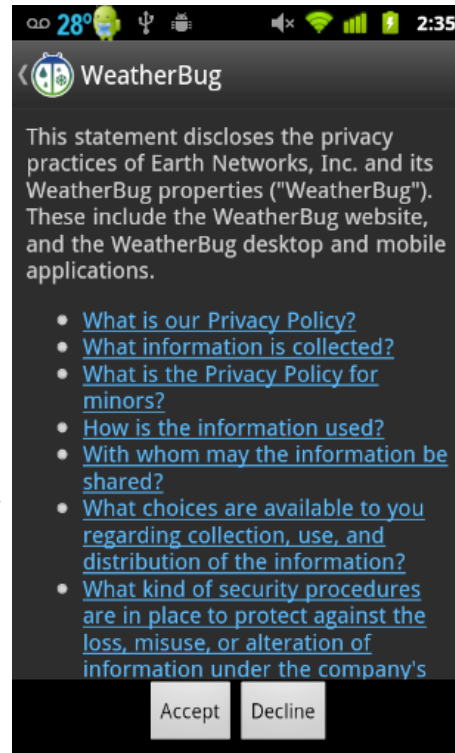 28° 2:35
WeatherBug
This statement discloses the privacy
practices of Earth Networks, Inc. and its
WeatherBug properties ("WeatherBug").
These include the WeatherBug website,
and the WeatherBug desktop and mobile
applications.
What is our Privacy Policy?
What information is collected?
What is the Privacy Policy for
minors?
How is the information used?
With whom may the information be
shared?
What choices are available to you
regarding collection, use, and
distribution of the information?
What kind of security procedures
are in place to protect against the
loss, misuse, or alteration of
information under the company's
Accept Decline